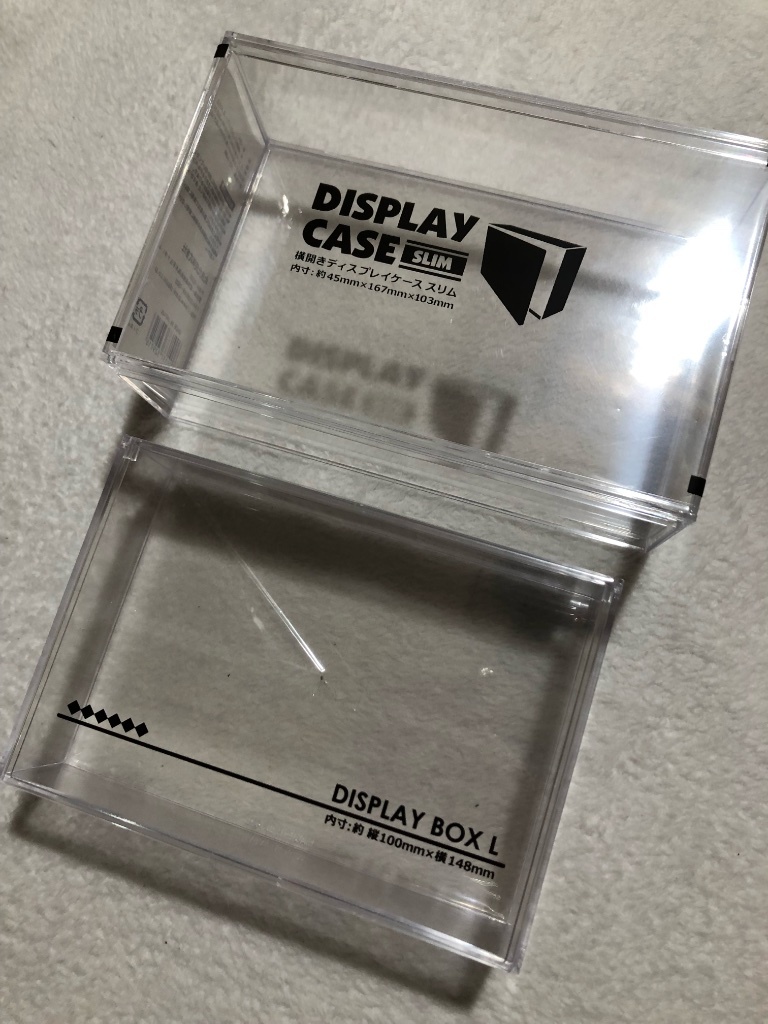 DISPLAY
CASE SLIM
横開きディスプレイケース スリム
内寸:約45mm×167mm×103mm
DISPLAY BOX L
内寸:約 縦100mm×横148mm